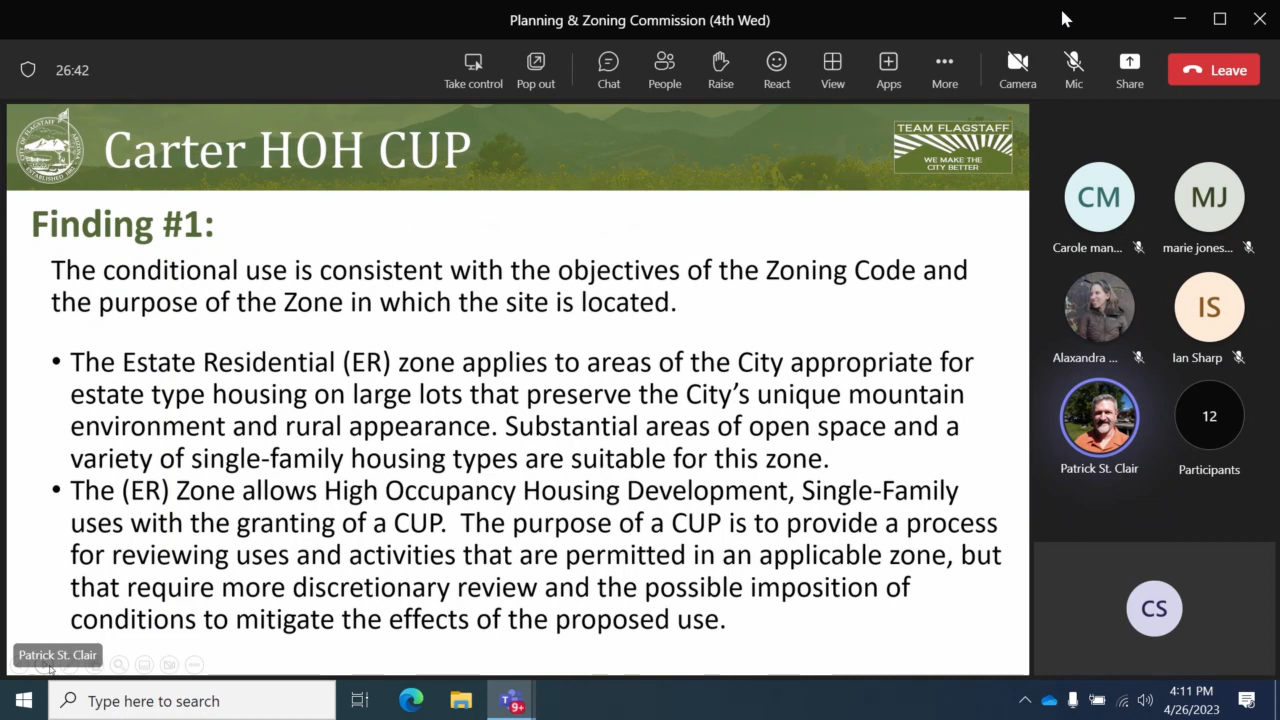 Planning & Zoning Commission (4th Wed)
26:42
Take control
Pop out
Chat
People
Raise
React
View
Apps
More
Camera
Mic
Share
Leave
CITY OF FLAGSTAFF
ARIZONA
ESTABLISHED 1882
Carter HOH CUP
TEAM FLAGSTAFF
WE MAKE THE
CITY BETTER
Finding #1:
The conditional use is consistent with the objectives of the Zoning Code and
the purpose of the Zone in which the site is located.
• The Estate Residential (ER) zone applies to areas of the City appropriate for
estate type housing on large lots that preserve the City’s unique mountain
environment and rural appearance. Substantial areas of open space and a
variety of single-family housing types are suitable for this zone.
• The (ER) Zone allows High Occupancy Housing Development, Single-Family
uses with the granting of a CUP.  The purpose of a CUP is to provide a process
for reviewing uses and activities that are permitted in an applicable zone, but
that require more discretionary review and the possible imposition of
conditions to mitigate the effects of the proposed use.
Patrick St. Clair
CM
Carole man...
MJ
marie jones...
Alaxandra ...
IS
Ian Sharp
Patrick St. Clair
12
Participants
CS
Type here to search
9+
4:11 PM
4/26/2023